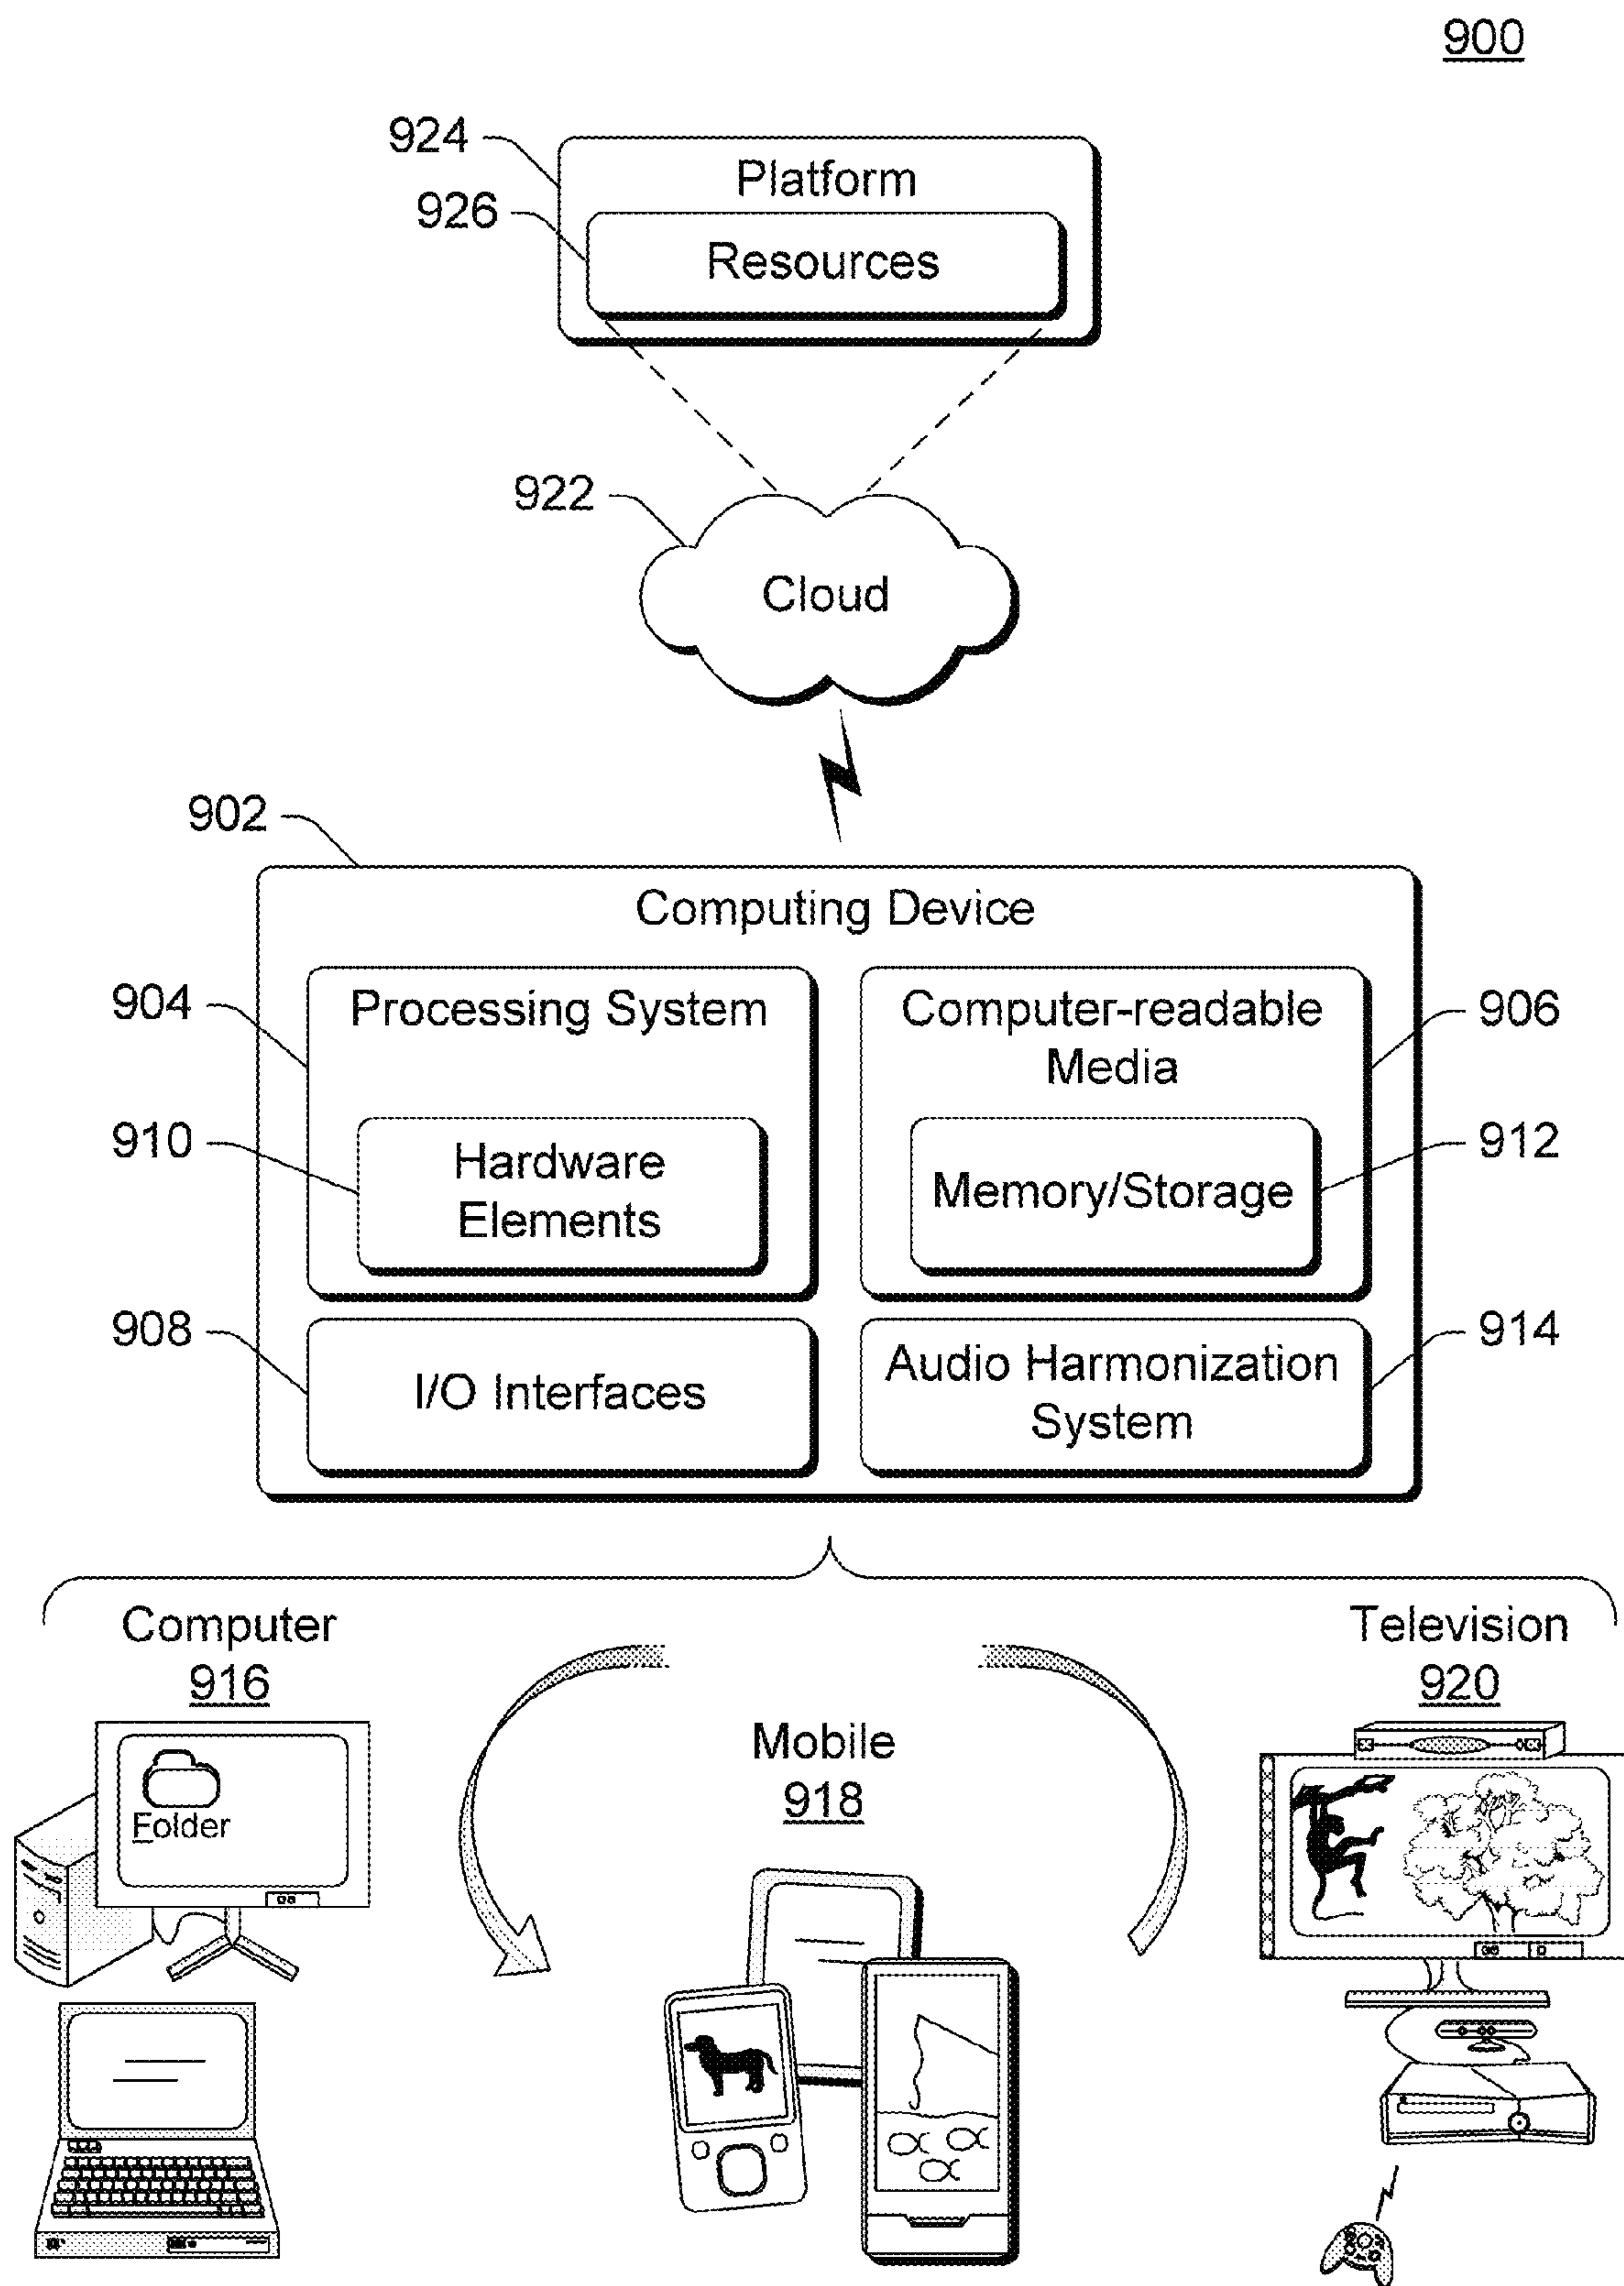 900
924
Platform
926
Resources
922
Cloud
902
Computing Device
904
Processing System
Computer-readable
Media
906
910
Hardware
Elements
Memory/Storage
912
908
I/O Interfaces
Audio Harmonization
System
914
Computer
916
Folder
Mobile
918
Television
920